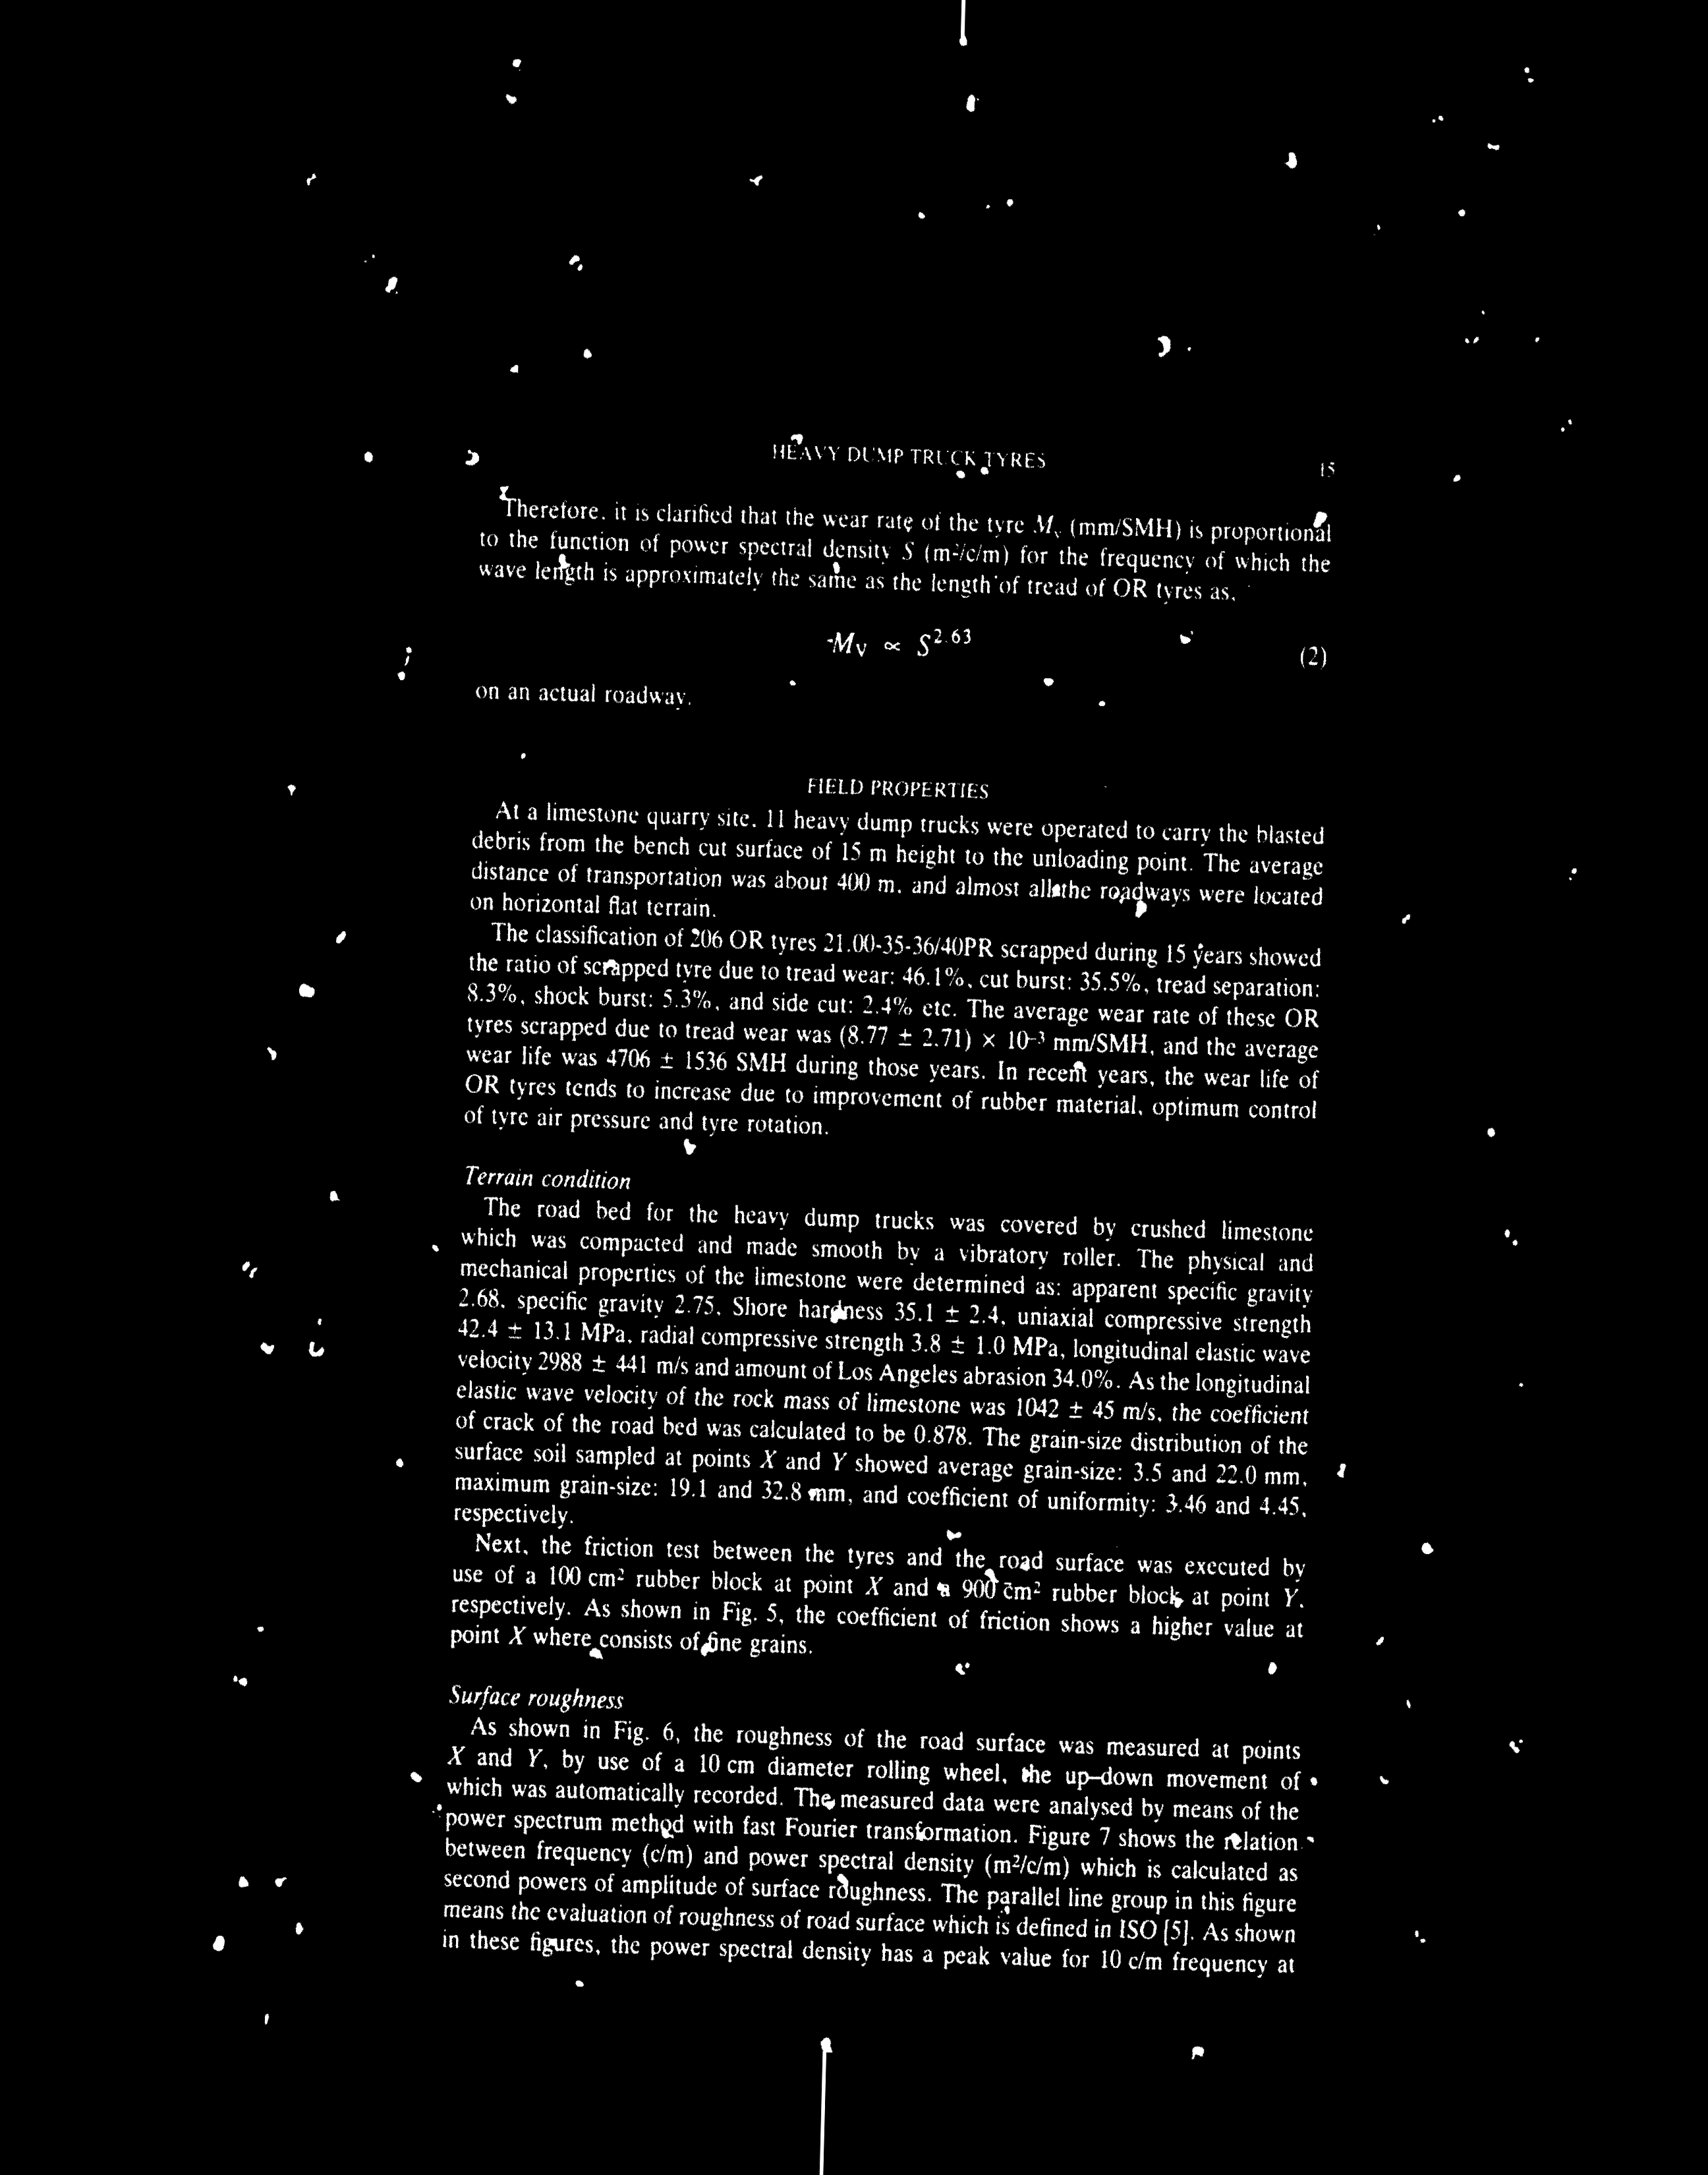 HEAVY DUMP TRUCK TYRES 15
Therefore, it is clarified that the wear rate of the tyre Mv (mm/SMH) is proportional
to the function of power spectral density S (m²/c/m) for the frequency of which the
wave length is approximately the same as the length of tread of OR tyres as,
Mv ∝ S^2.63 (2)
on an actual roadway.
FIELD PROPERTIES
At a limestone quarry site, 11 heavy dump trucks were operated to carry the blasted
debris from the bench cut surface of 15 m height to the unloading point. The average
distance of transportation was about 400 m, and almost all the roadways were located
on horizontal flat terrain.
The classification of 206 OR tyres 21.00-35-36/40PR scrapped during 15 years showed
the ratio of scrapped tyre due to tread wear: 46.1%, cut burst: 35.5%, tread separation:
8.3%, shock burst: 5.3%, and side cut: 2.4% etc. The average wear rate of these OR
tyres scrapped due to tread wear was (8.77 ± 2.71) × 10⁻³ mm/SMH, and the average
wear life was 4706 ± 1536 SMH during those years. In recent years, the wear life of
OR tyres tends to increase due to improvement of rubber material, optimum control
of tyre air pressure and tyre rotation.
Terrain condition
The road bed for the heavy dump trucks was covered by crushed limestone
which was compacted and made smooth by a vibratory roller. The physical and
mechanical properties of the limestone were determined as: apparent specific gravity
2.68, specific gravity 2.75, Shore hardness 35.1 ± 2.4, uniaxial compressive strength
42.4 ± 13.1 MPa, radial compressive strength 3.8 ± 1.0 MPa, longitudinal elastic wave
velocity 2988 ± 441 m/s and amount of Los Angeles abrasion 34.0%. As the longitudinal
elastic wave velocity of the rock mass of limestone was 1042 ± 45 m/s, the coefficient
of crack of the road bed was calculated to be 0.878. The grain-size distribution of the
surface soil sampled at points X and Y showed average grain-size: 3.5 and 22.0 mm,
maximum grain-size: 19.1 and 32.8 mm, and coefficient of uniformity: 3.46 and 4.45,
respectively.
Next, the friction test between the tyres and the road surface was executed by
use of a 100 cm² rubber block at point X and a 900 cm² rubber block at point Y,
respectively. As shown in Fig. 5, the coefficient of friction shows a higher value at
point X where consists of fine grains.
Surface roughness
As shown in Fig. 6, the roughness of the road surface was measured at points
X and Y, by use of a 10 cm diameter rolling wheel, the up–down movement of
which was automatically recorded. The measured data were analysed by means of the
power spectrum method with fast Fourier transformation. Figure 7 shows the relation
between frequency (c/m) and power spectral density (m²/c/m) which is calculated as
second powers of amplitude of surface roughness. The parallel line group in this figure
means the evaluation of roughness of road surface which is defined in ISO [5]. As shown
in these figures, the power spectral density has a peak value for 10 c/m frequency at